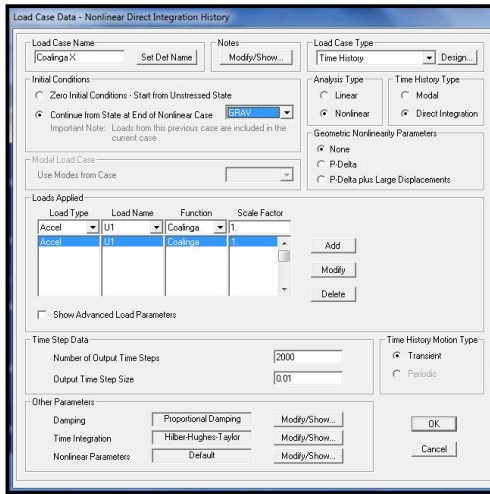 Load Case Data - Nonlinear Direct Integration History
Load Case Name
Coalinga X
Set Def Name
Notes
Modify/Show...
Load Case Type
Time History
Design...
Initial Conditions
Zero Initial Conditions - Start from Unstressed State
Continue from State at End of Nonlinear Case
GRAV
Important Note: Loads from this previous case are included in the
current case
Analysis Type
Linear
Nonlinear
Time History Type
Modal
Direct Integration
Geometric Nonlinearity Parameters
None
P-Delta
P-Delta plus Large Displacements
Modal Load Case
Use Modes from Case
Loads Applied
Load Type Load Name Function Scale Factor
Accel U1 Coalinga 1.
Accel U1 Coalinga 1.
Add
Modify
Delete
Show Advanced Load Parameters
Time Step Data
Number of Output Time Steps 2000
Output Time Step Size 0.01
Time History Motion Type
Transient
Periodic
Other Parameters
Damping Proportional Damping Modify/Show...
Time Integration Hilber-Hughes-Taylor Modify/Show...
Nonlinear Parameters Default Modify/Show...
OK
Cancel